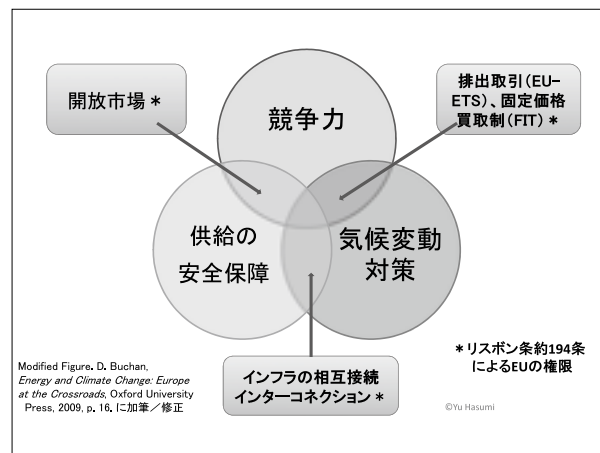 開放市場*
競争力
排出取引(EU-
ETS)、固定価格
買取制(FIT)*
供給の
安全保障
気候変動
対策
インフラの相互接続
インターコネクション*
*リスボン条約194条
によるEUの権限
Modified Figure. D. Buchan,
Energy and Climate Change: Europe
at the Crossroads, Oxford University
Press, 2009, p. 16. に加筆/修正
©Yu Hasumi